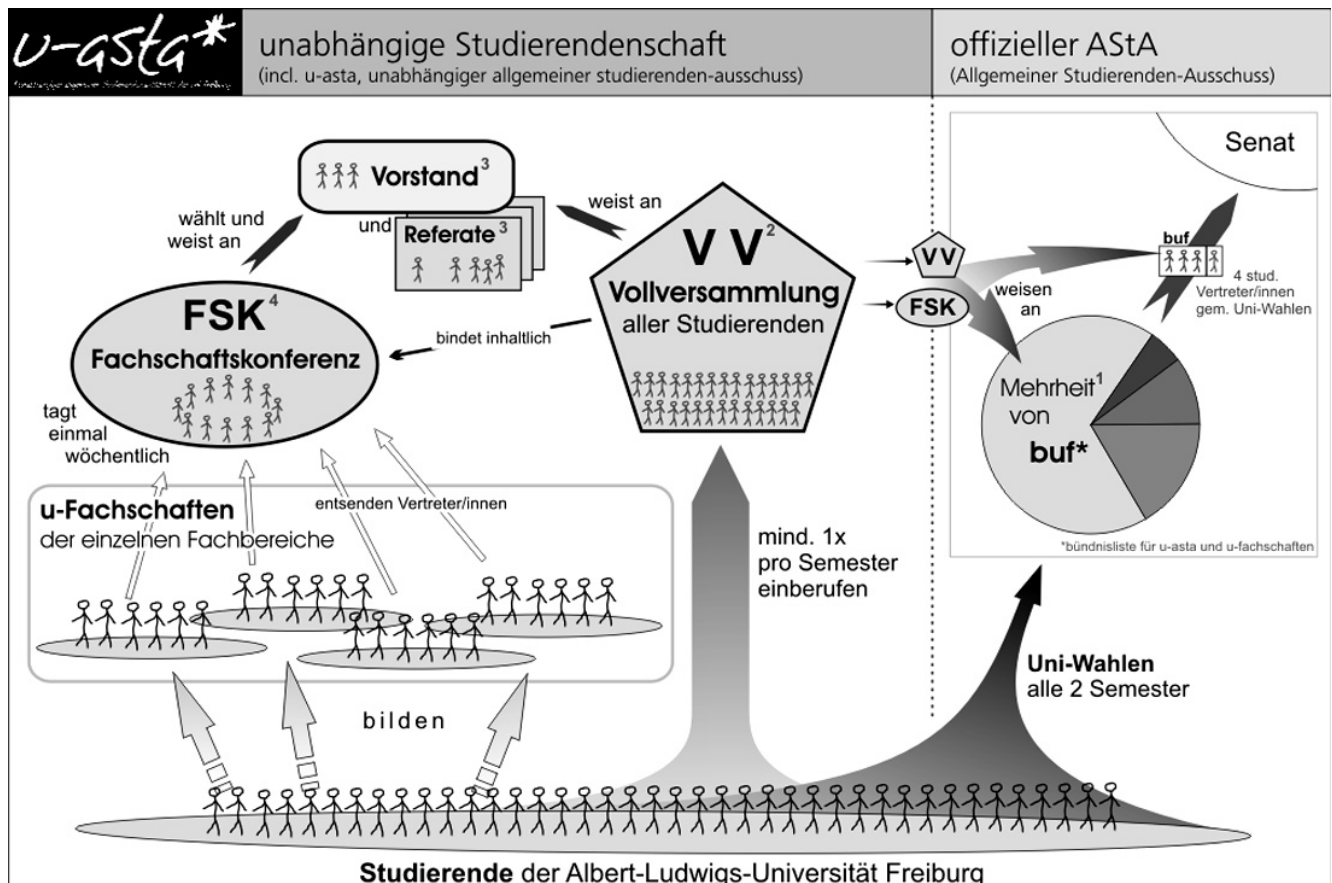 u-asta*
unabhängige Studierendenschaft
(incl. u-asta, unabhängiger allgemeiner studierenden-ausschuss)
offizieller AStA
(Allgemeiner Studierenden-Ausschuss)
Senat
Vorstand³
und
Referate³
wählt und
weist an
weist an
V V²
Vollversammlung
aller Studierenden
FSK⁴
Fachschaftskonferenz
bindet inhaltlich
tagt
einmal
wöchentlich
V V
FSK
weisen
an
buf
4 stud.
Vertreter/innen
gem. Uni-Wahlen
Mehrheit¹
von
buf*
*bündnisliste für u-asta und u-fachschaften
u-Fachschaften
der einzelnen Fachbereiche
entsenden Vertreter/innen
mind. 1x
pro Semester
einberufen
Uni-Wahlen
alle 2 Semester
bilden
Studierende der Albert-Ludwigs-Universität Freiburg